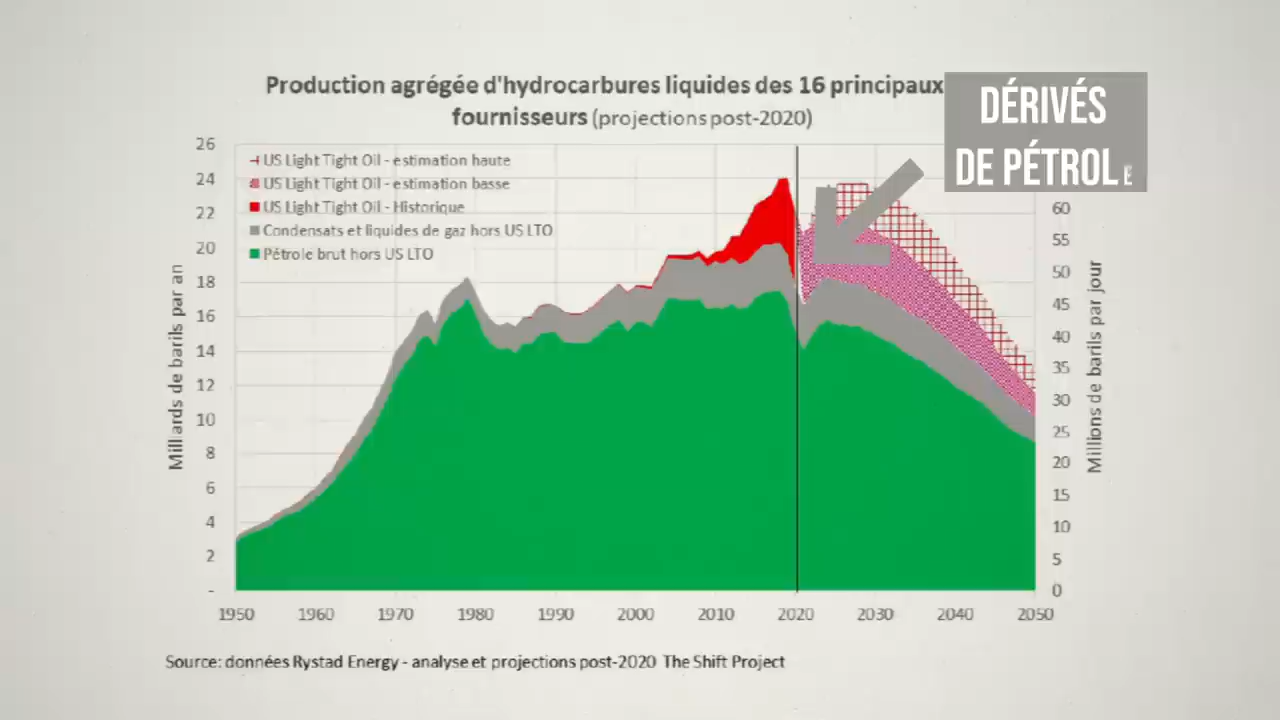 Production agrégée d'hydrocarbures liquides des 16 principaux
fournisseurs (projections post-2020)
DÉRIVÉS
DE PÉTROLE
26
24
22
20
18
16
14
12
10
8
6
4
2
-
Milliards de barils par an
US Light Tight Oil - estimation haute
US Light Tight Oil - estimation basse
US Light Tight Oil - Historique
Condensats et liquides de gaz hors US LTO
Pétrole brut hors US LTO
60
55
50
45
40
35
30
25
20
15
10
5
0
Millions de barils par jour
1950 1960 1970 1980 1990 2000 2010 2020 2030 2040 2050
Source: données Rystad Energy - analyse et projections post-2020 The Shift Project